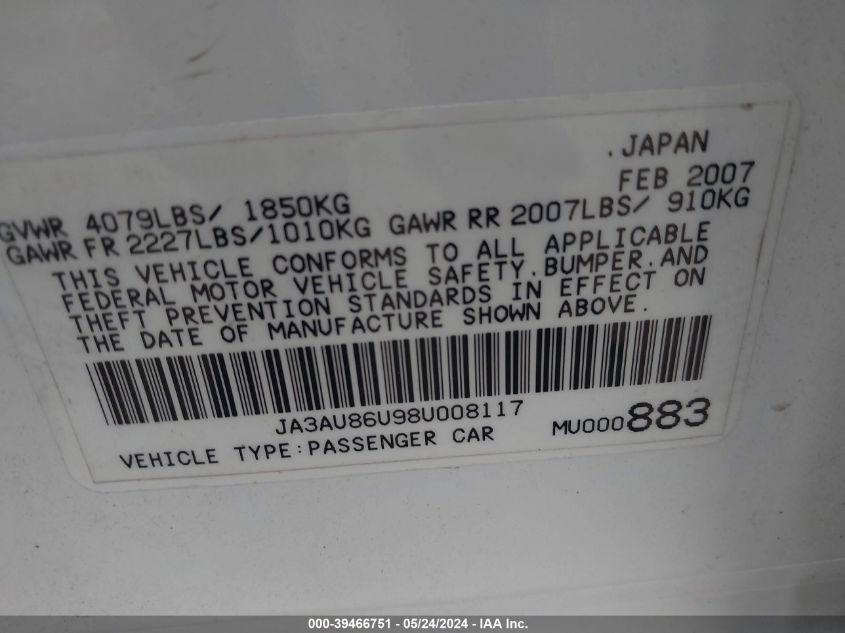 .JAPAN
FEB 2007
GVWR 4079LBS/ 1850KG
GAWR FR 2227LBS/1010KG GAWR RR 2007LBS/ 910KG
THIS VEHICLE CONFORMS TO ALL APPLICABLE
FEDERAL MOTOR VEHICLE SAFETY.BUMPER.AND
THEFT PREVENTION STANDARDS IN EFFECT ON
THE DATE OF MANUFACTURE SHOWN ABOVE.
JA3AU86U98U008117
MU000883
VEHICLE TYPE:PASSENGER CAR
000-39466751 - 05/24/2024 - IAA Inc.